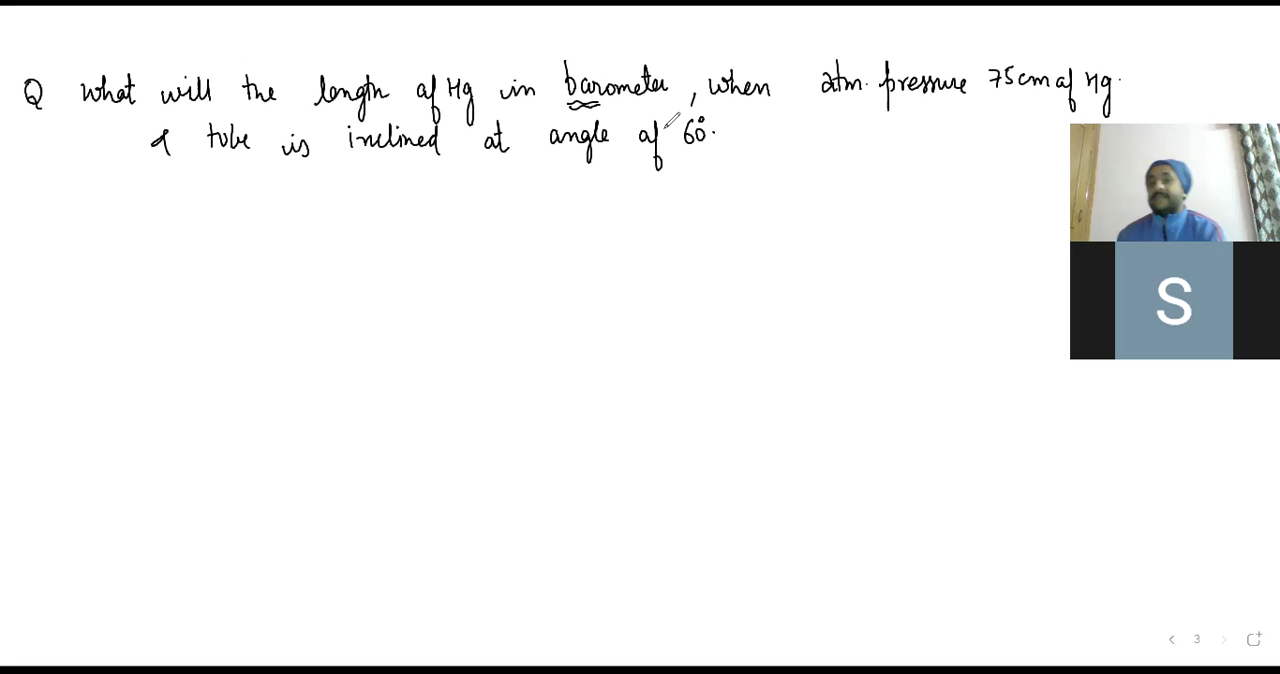 Q what will the length of Hg in barometer, when atm. pressure 75cm of Hg.
& tube is inclined at angle of 60°.
S
< 3 >